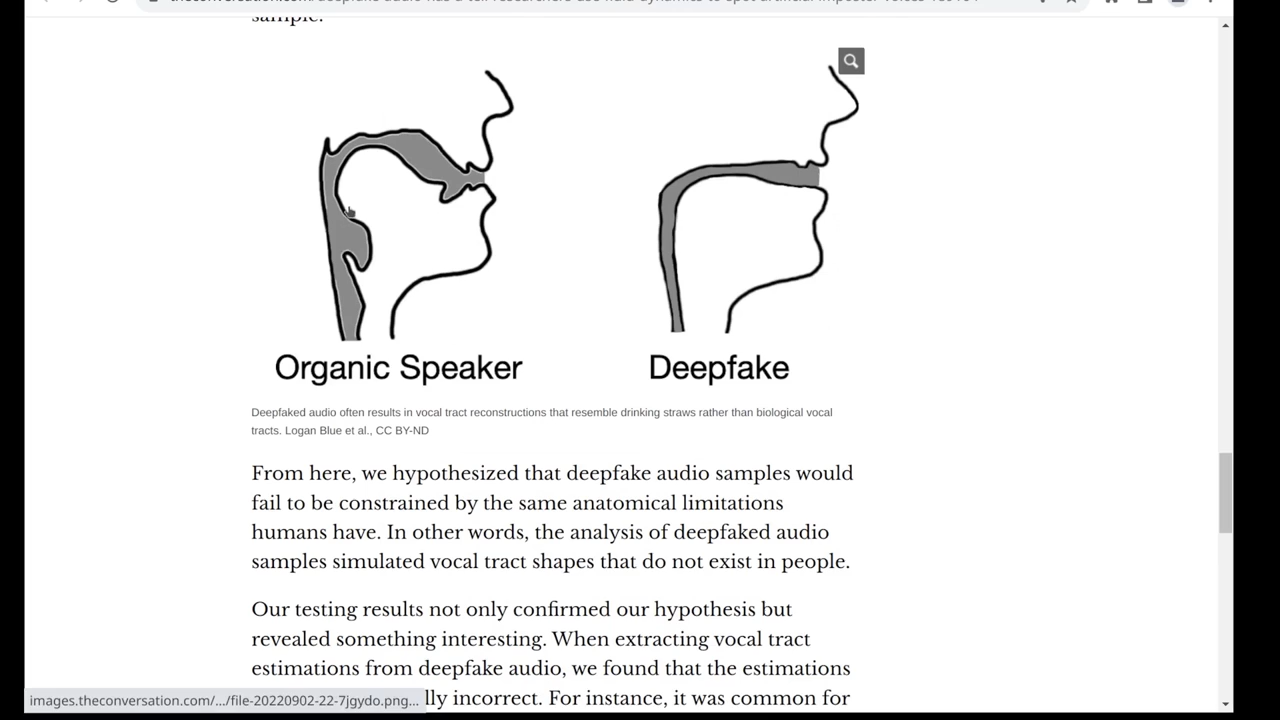 sample.
Organic Speaker
Deepfake
Deepfaked audio often results in vocal tract reconstructions that resemble drinking straws rather than biological vocal
tracts. Logan Blue et al., CC BY-ND
From here, we hypothesized that deepfake audio samples would
fail to be constrained by the same anatomical limitations
humans have. In other words, the analysis of deepfaked audio
samples simulated vocal tract shapes that do not exist in people.
Our testing results not only confirmed our hypothesis but
revealed something interesting. When extracting vocal tract
estimations from deepfake audio, we found that the estimations
lly incorrect. For instance, it was common for
images.theconversation.com/.../file-20220902-22-7jgydo.png...